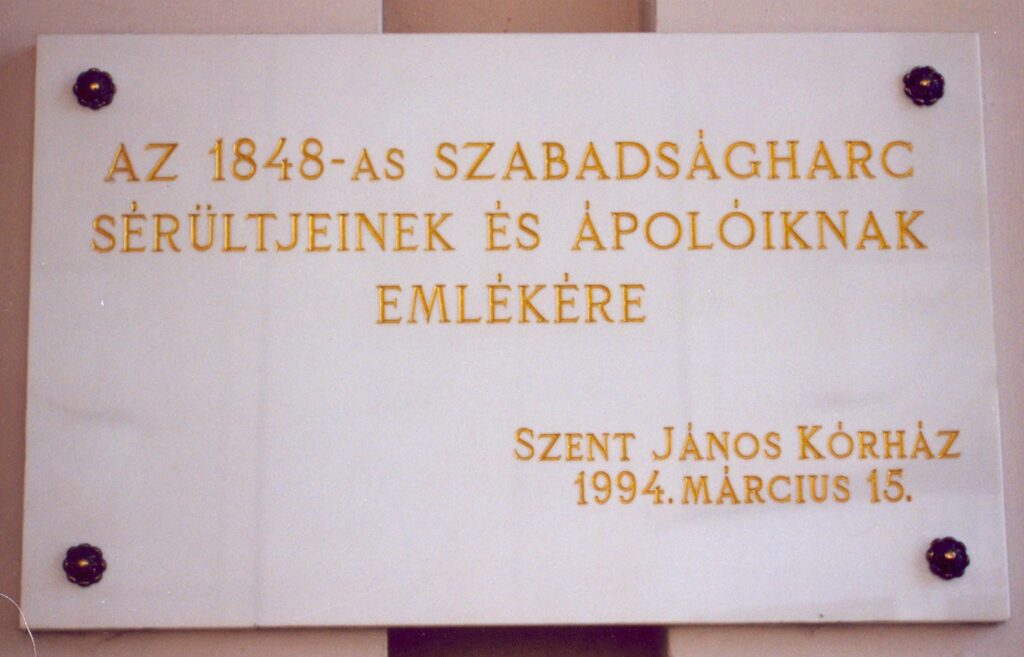 AZ 1848-AS SZABADSÁGHARC
SÉRÜLTJEINEK ÉS ÁPOLÓIKNAK
EMLÉKÉRE
SZENT JÁNOS KÓRHÁZ
1994. MÁRCIUS 15.